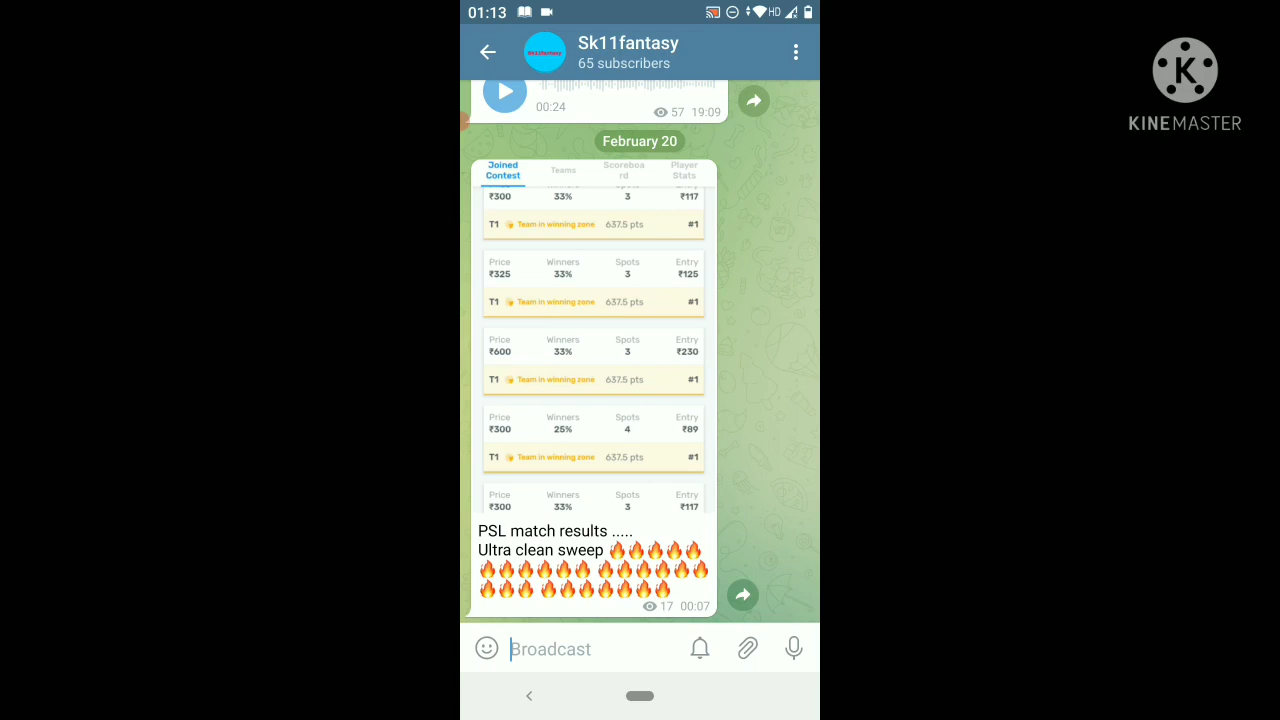 01:13
HD
Sk11fantasy
65 subscribers
Sk11fantasy
KINEMASTER
00:24
57 19:09
February 20
Joined Contest Teams Scoreboard Player Stats
₹300 33% 3 ₹117
T1 Team in winning zone 637.5 pts #1
Price Winners Spots Entry
₹325 33% 3 ₹125
T1 Team in winning zone 637.5 pts #1
Price Winners Spots Entry
₹600 33% 3 ₹230
T1 Team in winning zone 637.5 pts #1
Price Winners Spots Entry
₹300 25% 4 ₹89
T1 Team in winning zone 637.5 pts #1
Price Winners Spots Entry
₹300 33% 3 ₹117
PSL match results .....
Ultra clean sweep 🔥🔥🔥🔥🔥
🔥🔥🔥🔥🔥🔥 🔥🔥🔥🔥🔥🔥
🔥🔥🔥 🔥🔥🔥🔥🔥🔥🔥
17 00:07
Broadcast